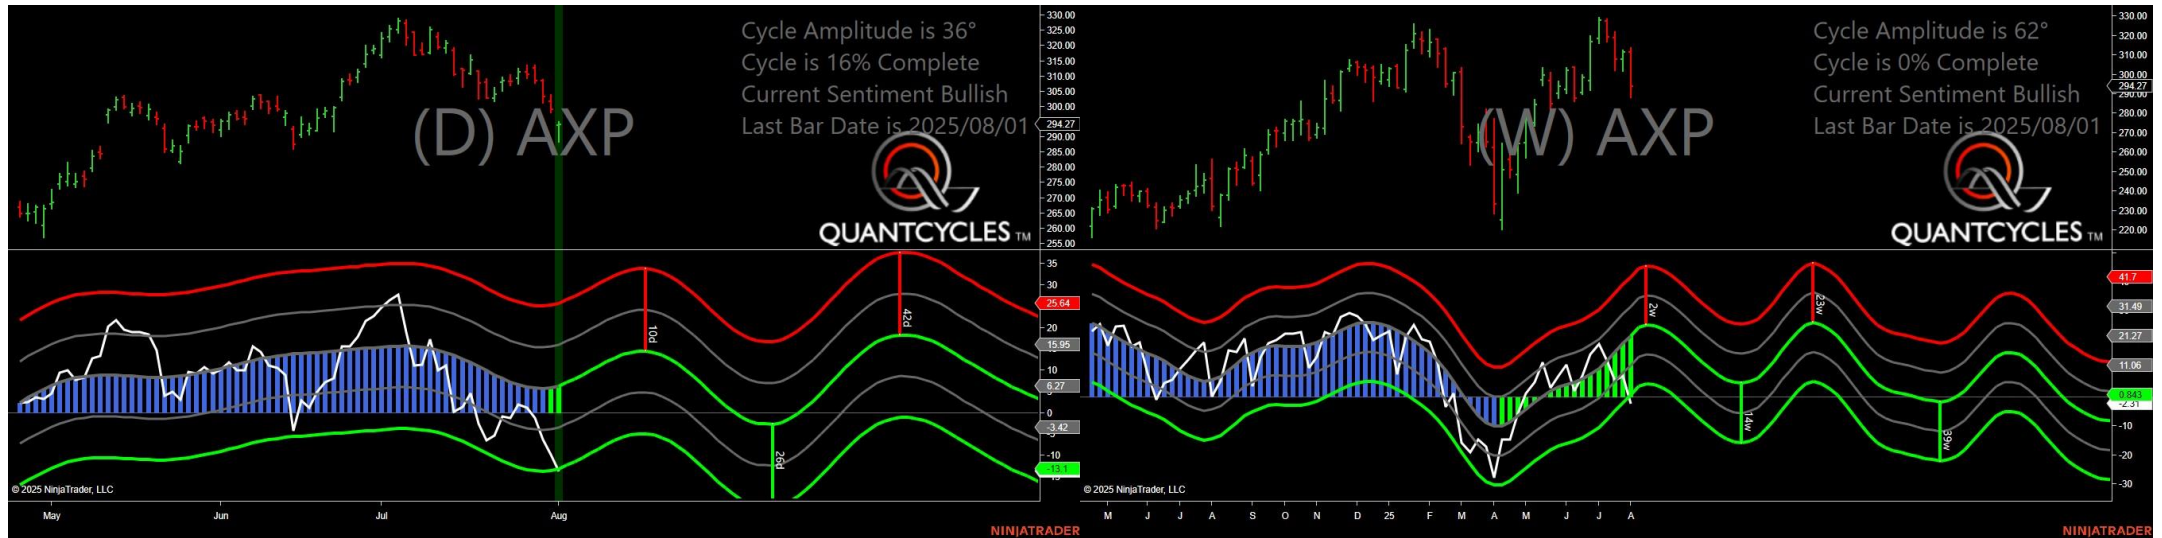 Cycle Amplitude is 36°
Cycle is 16% Complete
Current Sentiment Bullish
Last Bar Date is 2025/08/01
(D) AXP
QUANTCYCLES TM
330.00
325.00
320.00
315.00
310.00
305.00
300.00
294.27
290.00
285.00
280.00
275.00
270.00
265.00
260.00
255.00
35
30
25.64
20
15.95
10
6.27
0
-3.42
-10
-13.1
10d
26d
42d
© 2025 NinjaTrader, LLC
May
Jun
Jul
Aug
NINJATRADER
Cycle Amplitude is 62°
Cycle is 0% Complete
Current Sentiment Bullish
Last Bar Date is 2025/08/01
(W) AXP
QUANTCYCLES TM
330.00
320.00
310.00
300.00
290.00
294.27
280.00
270.00
260.00
250.00
240.00
230.00
220.00
41.7
31.49
21.27
11.06
0.843
-2.31
-10
-20
-30
2w
14w
23w
39w
© 2025 NinjaTrader, LLC
M
J
J
A
S
O
N
D
25
F
M
A
M
J
J
A
NINJATRADER